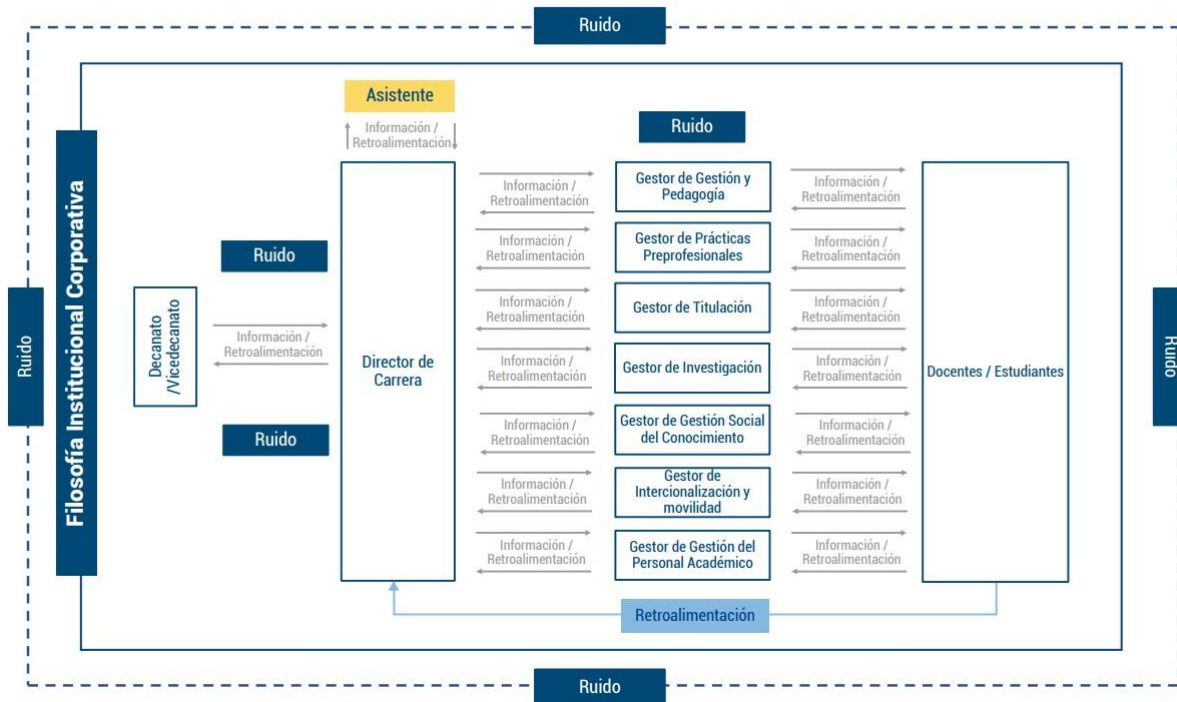 Ruido
Asistente
Información /
Retroalimentación
Ruido
Filosofía Institucional Corporativa
Ruido
Ruido
Decanato
/Vicedecanato
Información /
Retroalimentación
Ruido
Director de
Carrera
Información /
Retroalimentación
Gestor de Gestión y
Pedagogía
Información /
Retroalimentación
Información /
Retroalimentación
Gestor de Prácticas
Preprofesionales
Información /
Retroalimentación
Información /
Retroalimentación
Gestor de Titulación
Información /
Retroalimentación
Información /
Retroalimentación
Gestor de Investigación
Información /
Retroalimentación
Información /
Retroalimentación
Gestor de Gestión Social
del Conocimiento
Información /
Retroalimentación
Información /
Retroalimentación
Gestor de
Intercionalización y
movilidad
Información /
Retroalimentación
Información /
Retroalimentación
Gestor de Gestión del
Personal Académico
Información /
Retroalimentación
Docentes / Estudiantes
Ruido
Retroalimentación
Ruido